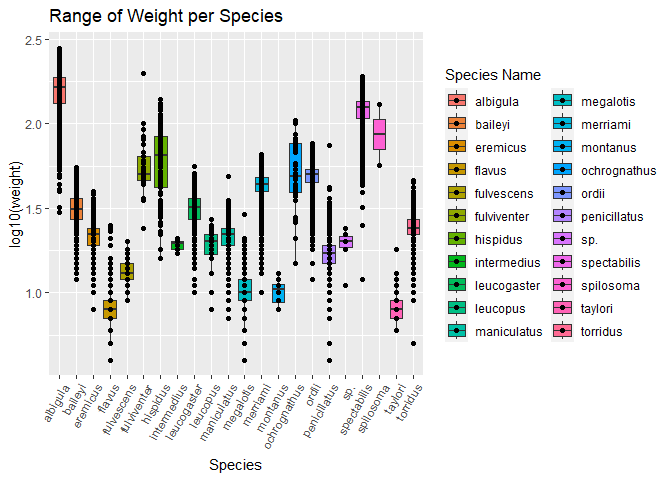 Range of Weight per Species
2.5
2.0
1.5
1.0
log10(weight)
albigula
baileyi
eremicus
flavus
fulvescens
fulviventer
hispidus
intermedius
leucogaster
leucopus
maniculatus
megalotis
merriami
montanus
ochrognathus
ordii
penicillatus
sp.
spectabilis
spilosoma
taylori
torridus
Species
Species Name
albigula
baileyi
eremicus
flavus
fulvescens
fulviventer
hispidus
intermedius
leucogaster
leucopus
maniculatus
megalotis
merriami
montanus
ochrognathus
ordii
penicillatus
sp.
spectabilis
spilosoma
taylori
torridus